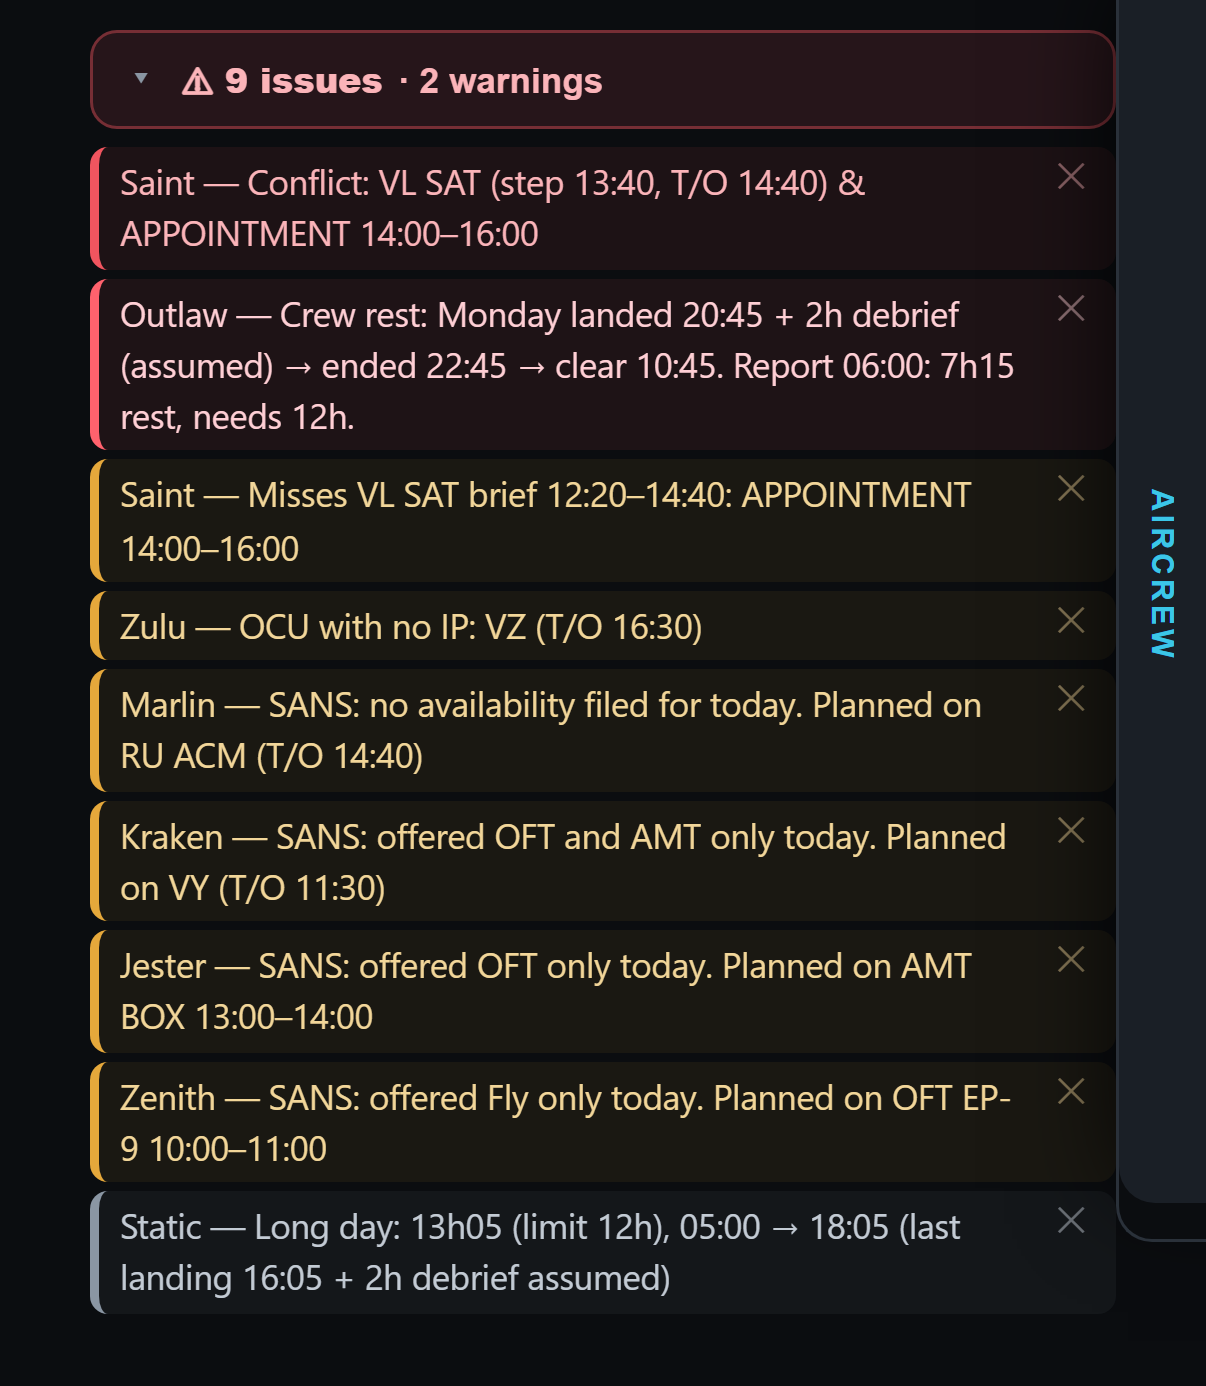 ▼ ⚠ 9 issues · 2 warnings
Saint — Conflict: VL SAT (step 13:40, T/O 14:40) &
APPOINTMENT 14:00–16:00
Outlaw — Crew rest: Monday landed 20:45 + 2h debrief
(assumed) → ended 22:45 → clear 10:45. Report 06:00: 7h15
rest, needs 12h.
Saint — Misses VL SAT brief 12:20–14:40: APPOINTMENT
14:00–16:00
Zulu — OCU with no IP: VZ (T/O 16:30)
Marlin — SANS: no availability filed for today. Planned on
RU ACM (T/O 14:40)
Kraken — SANS: offered OFT and AMT only today. Planned
on VY (T/O 11:30)
Jester — SANS: offered OFT only today. Planned on AMT
BOX 13:00–14:00
Zenith — SANS: offered Fly only today. Planned on OFT EP-
9 10:00–11:00
Static — Long day: 13h05 (limit 12h), 05:00 → 18:05 (last
landing 16:05 + 2h debrief assumed)
AIRCREW